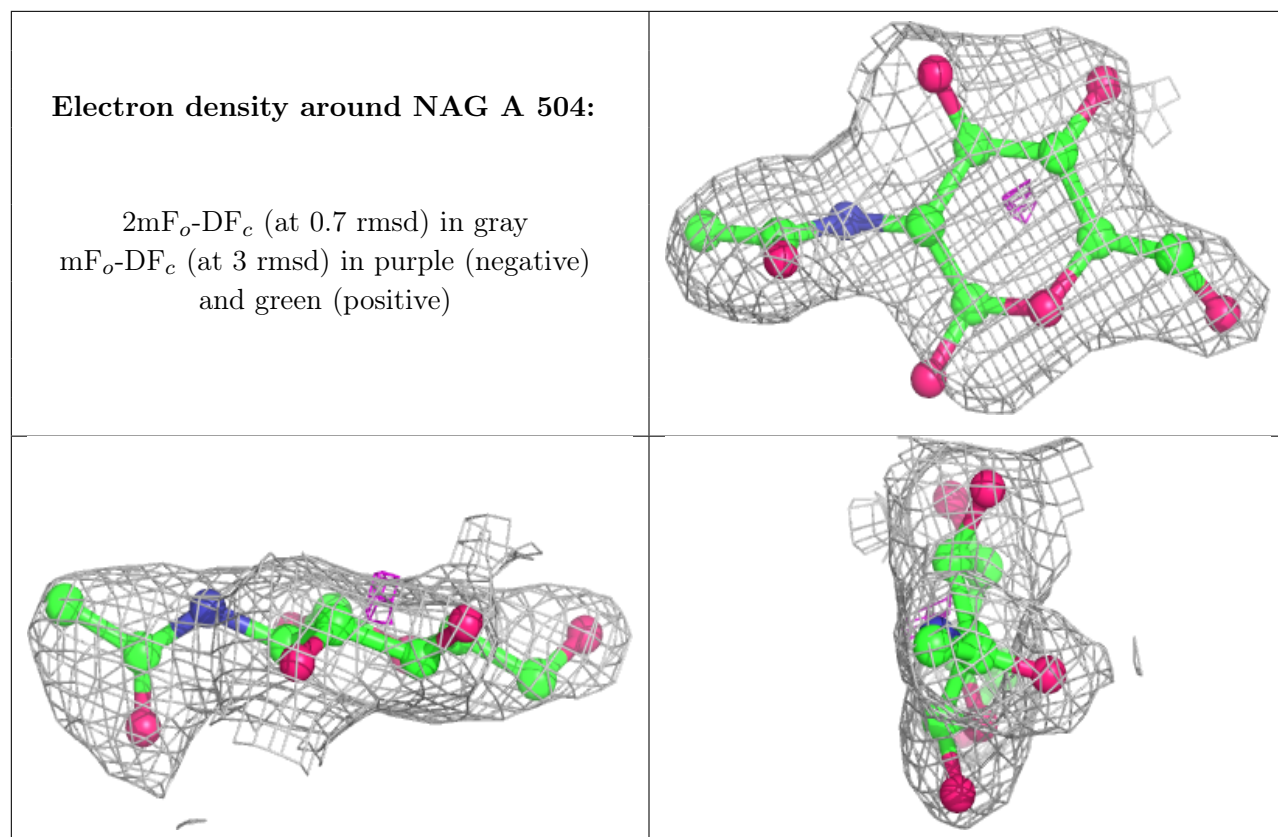 Electron density around NAG A 504:
2mFo-DFc (at 0.7 rmsd) in gray
mFo-DFc (at 3 rmsd) in purple (negative)
and green (positive)